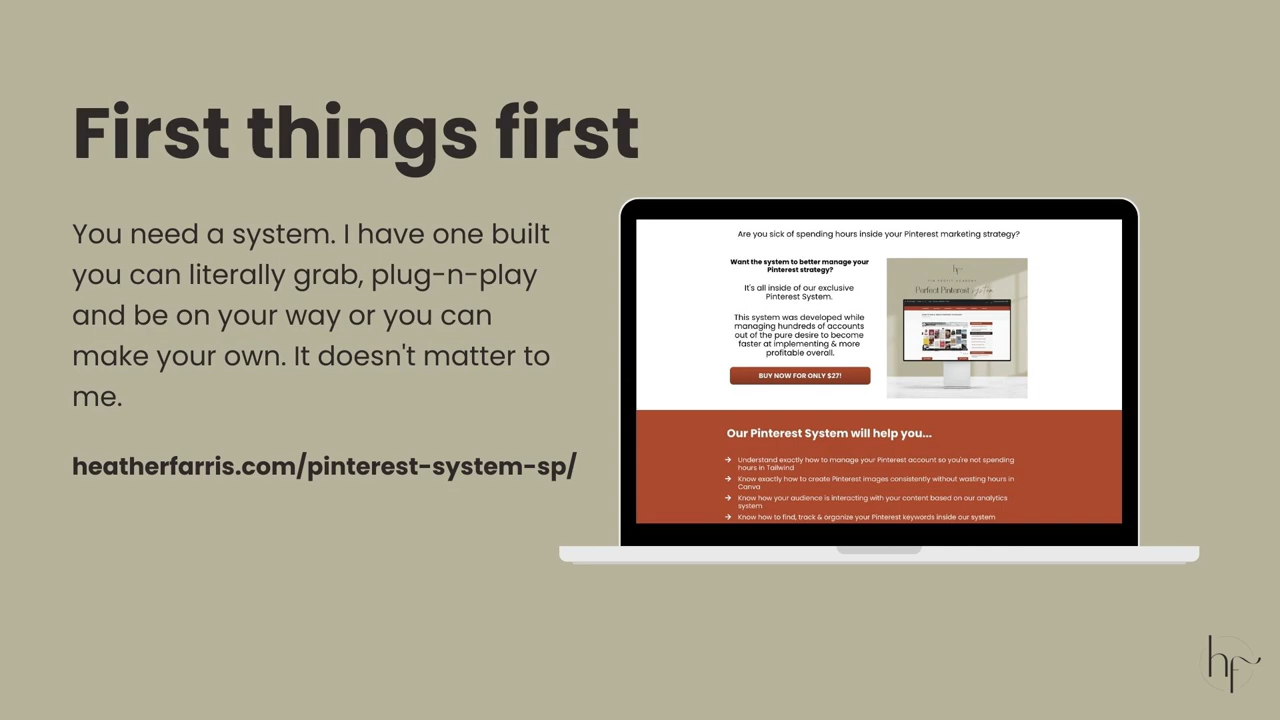 First things first
You need a system. I have one built
you can literally grab, plug-n-play
and be on your way or you can
make your own. It doesn't matter to
me.
heatherfarris.com/pinterest-system-sp/
Are you sick of spending hours inside your Pinterest marketing strategy?
Want the system to better manage your
Pinterest strategy?
It's all inside of our exclusive
Pinterest System.
This system was developed while
managing hundreds of accounts
out of the pure desire to become
faster at implementing & more
profitable overall.
BUY NOW FOR ONLY $27!
hf
Perfect Pinterest System
Our Pinterest System will help you...
Understand exactly how to manage your Pinterest account so you're not spending
hours in Tailwind
Know exactly how to create Pinterest images consistently without wasting hours in
Canva
Know how your audience is interacting with your content based on our analytics
system
Know how to find, track & organize your Pinterest keywords inside our system
hf